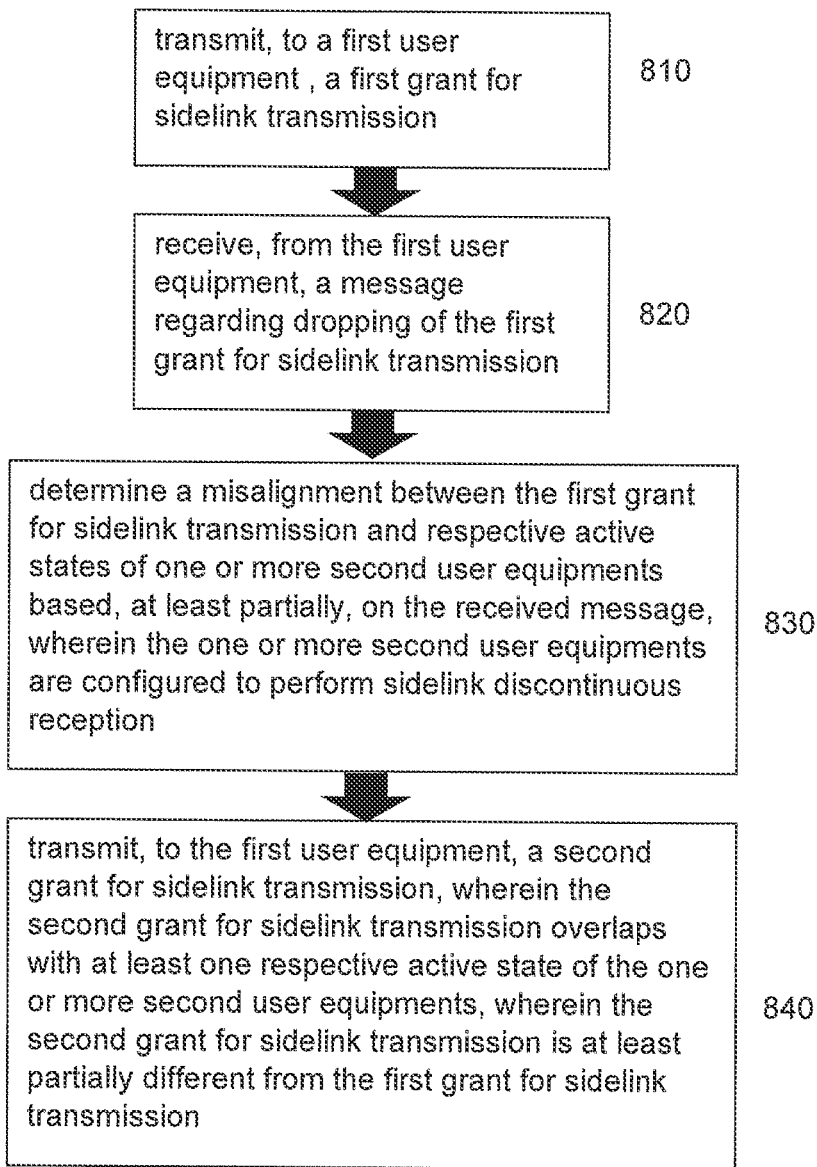 transmit, to a first user
equipment , a first grant for
sidelink transmission
810
receive, from the first user
equipment, a message
regarding dropping of the first
grant for sidelink transmission
820
determine a misalignment between the first grant
for sidelink transmission and respective active
states of one or more second user equipments
based, at least partially, on the received message,
wherein the one or more second user equipments
are configured to perform sidelink discontinuous
reception
830
transmit, to the first user equipment, a second
grant for sidelink transmission, wherein the
second grant for sidelink transmission overlaps
with at least one respective active state of the one
or more second user equipments, wherein the
second grant for sidelink transmission is at least
partially different from the first grant for sidelink
transmission
840